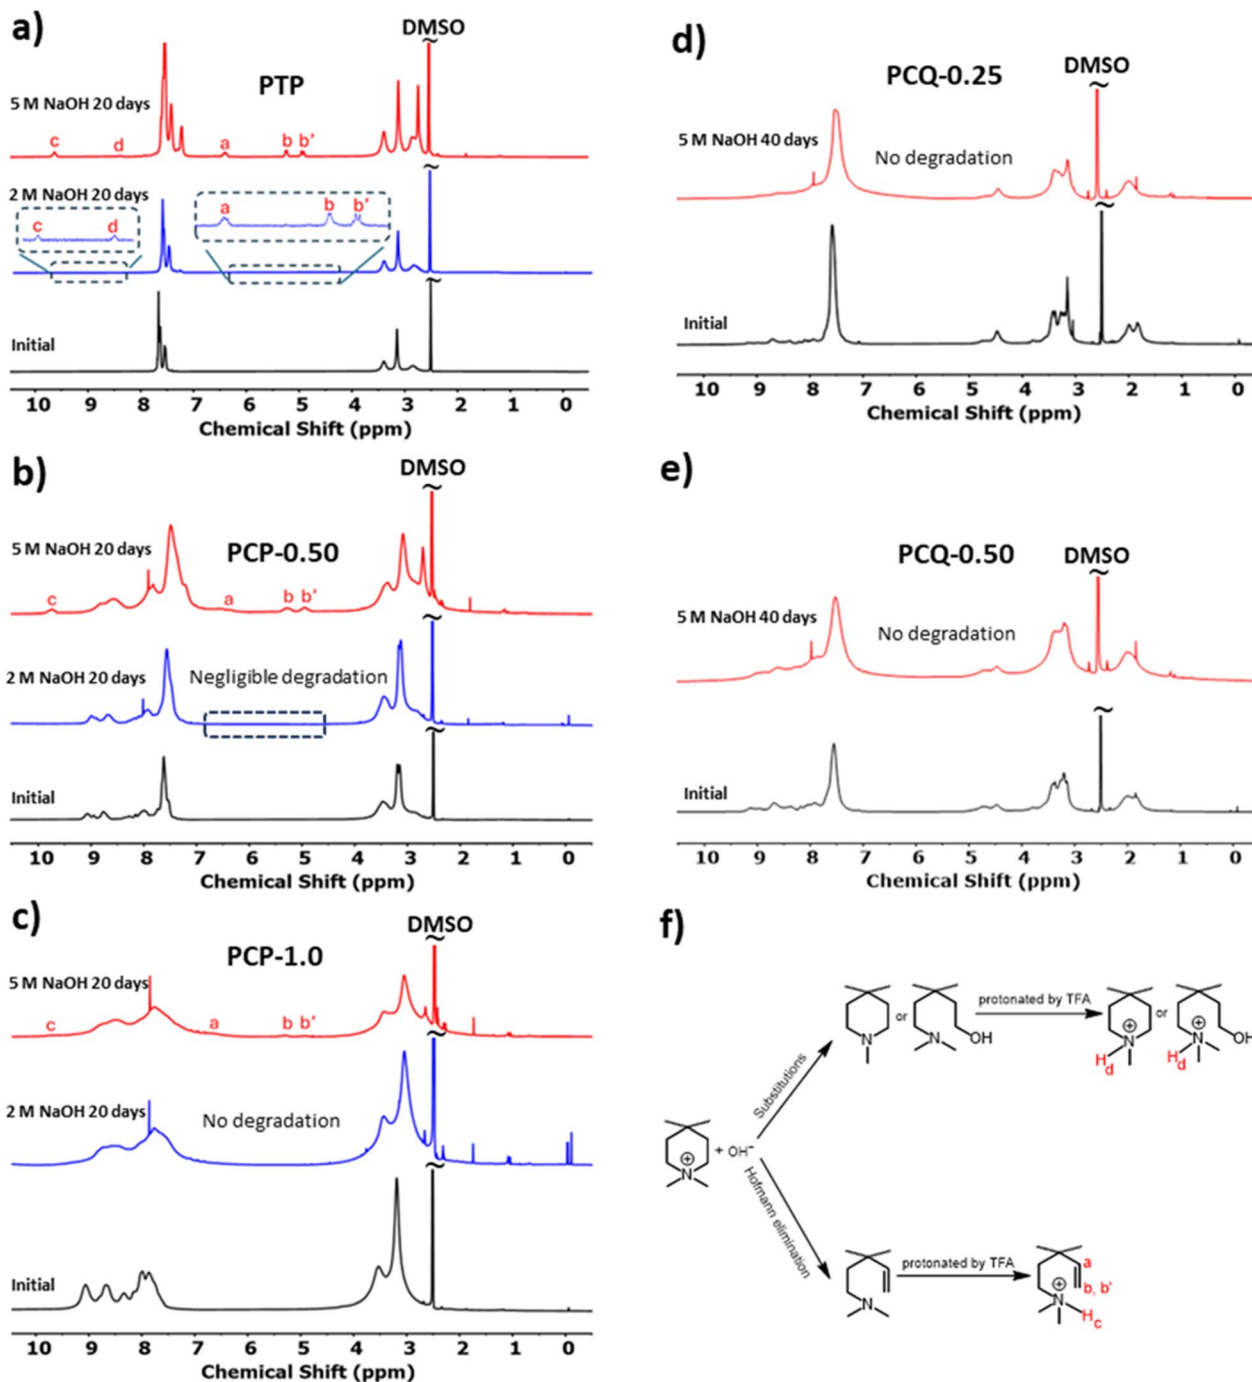 a)
DMSO
~
5 M NaOH 20 days
PTP
c
d
a
b
b'
~
2 M NaOH 20 days
c
d
a
b
b'
~
Initial
10 9 8 7 6 5 4 3 2 1 0
Chemical Shift (ppm)
b)
DMSO
~
5 M NaOH 20 days
PCP-0.50
c
a
b
b'
~
2 M NaOH 20 days
Negligible degradation
~
Initial
10 9 8 7 6 5 4 3 2 1 0
Chemical Shift (ppm)
c)
DMSO
~
5 M NaOH 20 days
PCP-1.0
c
a
b
b'
~
2 M NaOH 20 days
No degradation
~
Initial
10 9 8 7 6 5 4 3 2 1 0
Chemical Shift (ppm)
d)
PCQ-0.25
DMSO
~
5 M NaOH 40 days
No degradation
~
Initial
10 9 8 7 6 5 4 3 2 1 0
Chemical Shift (ppm)
e)
PCQ-0.50
DMSO
~
5 M NaOH 40 days
No degradation
~
Initial
10 9 8 7 6 5 4 3 2 1 0
Chemical Shift (ppm)
f)
N
or
N
OH
protonated by TFA
⊕
N
Hd
or
⊕
N
OH
Hd
Substitutions
⊕
N
+ OH⁻
Hofmann elimination
N
protonated by TFA
a
b, b'
⊕
N
Hc